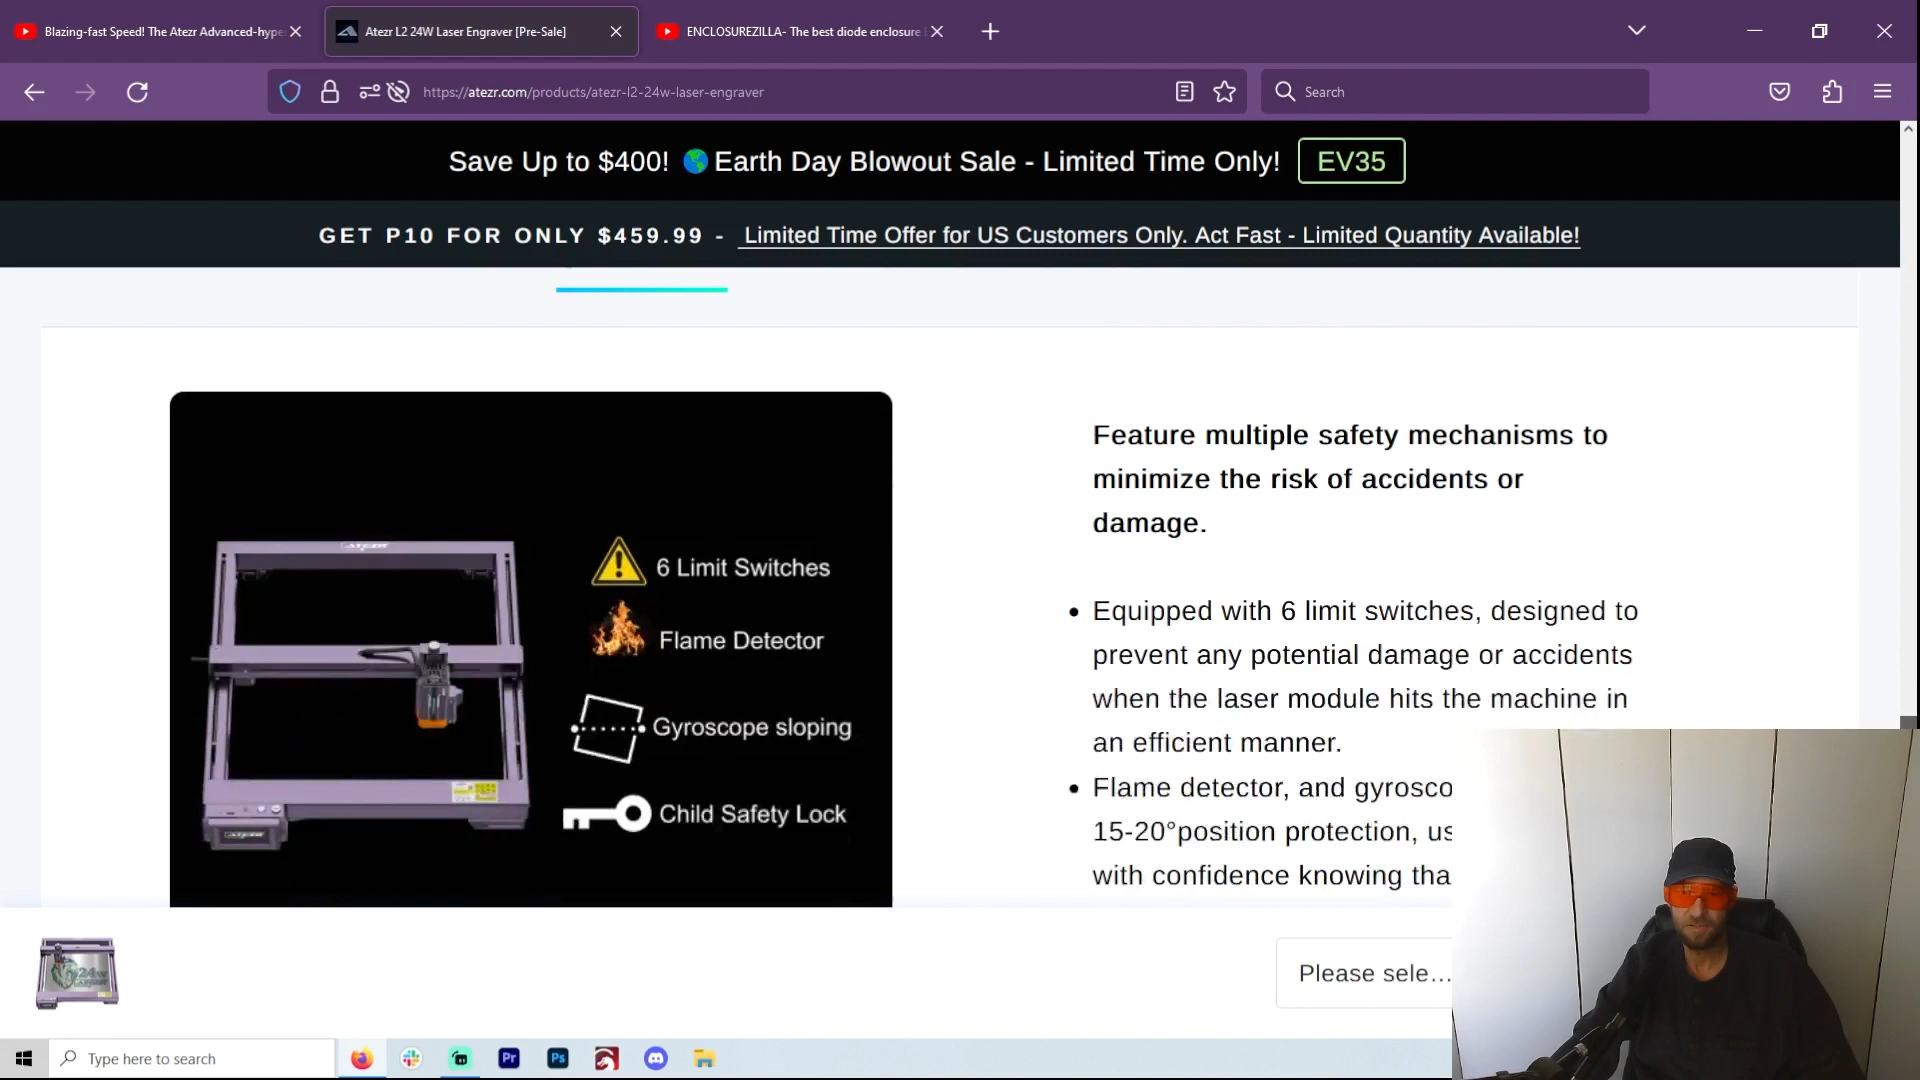 Blazing-fast Speed! The Atezr Advanced-hype
Atezr L2 24W Laser Engraver [Pre-Sale]
ENCLOSUREZILLA- The best diode enclosure
https://atezr.com/products/atezr-l2-24w-laser-engraver
Search
Save Up to $400! 🌎Earth Day Blowout Sale - Limited Time Only! EV35
GET P10 FOR ONLY $459.99 - Limited Time Offer for US Customers Only. Act Fast - Limited Quantity Available!
6 Limit Switches
Flame Detector
Gyroscope sloping
Child Safety Lock
ATEZR
Feature multiple safety mechanisms to
minimize the risk of accidents or
damage.
• Equipped with 6 limit switches, designed to
prevent any potential damage or accidents
when the laser module hits the machine in
an efficient manner.
• Flame detector, and gyrosco
15-20°position protection, us
with confidence knowing tha
Please sele...
Type here to search
Pr
Ps